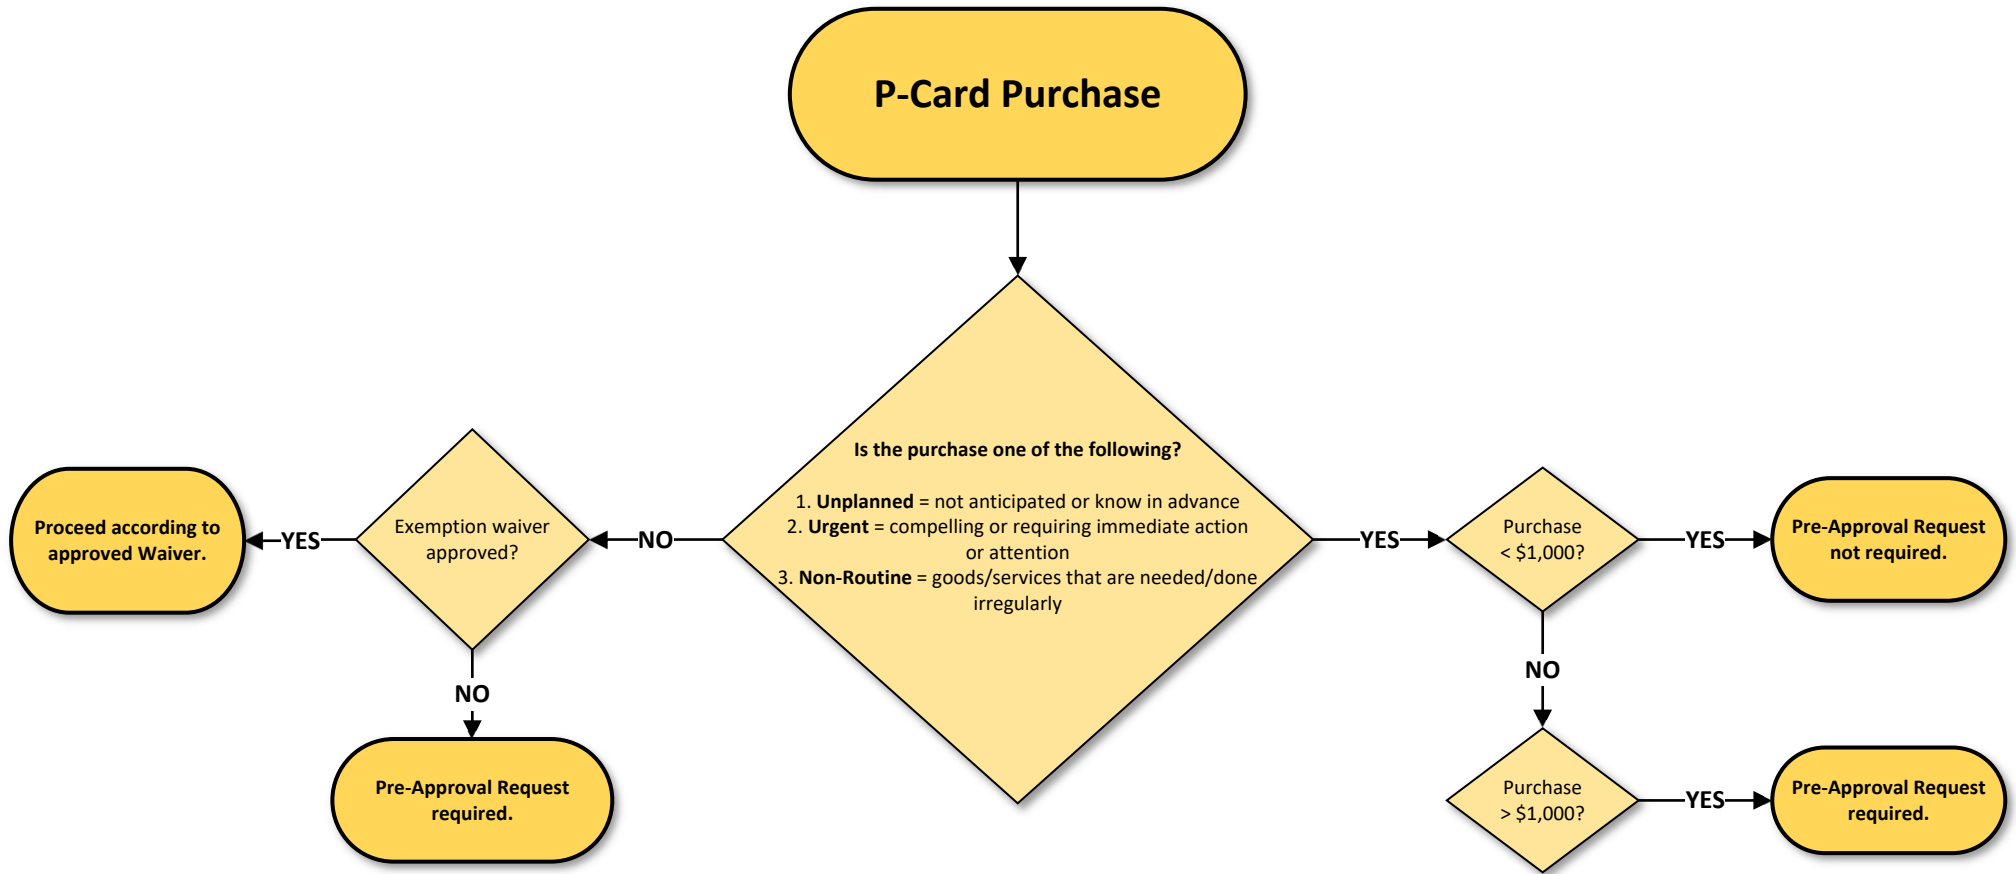 P-Card Purchase
Is the purchase one of the following?
1. Unplanned = not anticipated or know in advance
2. Urgent = compelling or requiring immediate action
or attention
3. Non-Routine = goods/services that are needed/done
irregularly
NO
Exemption waiver
approved?
YES
Proceed according to
approved Waiver.
NO
Pre-Approval Request
required.
YES
Purchase
< $1,000?
YES
Pre-Approval Request
not required.
NO
Purchase
> $1,000?
YES
Pre-Approval Request
required.